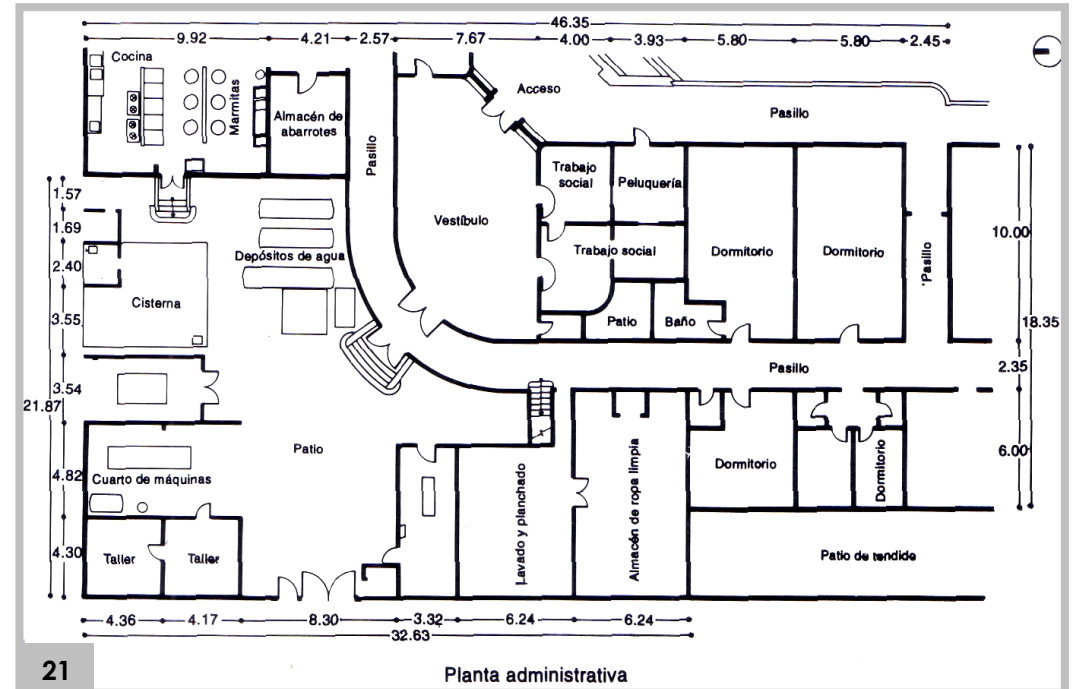 46.35
9.92 4.21 2.57 7.67 4.00 3.93 5.80 5.80 2.45
Cocina
Marmitas
Almacén de
abarrotes
Pasillo
Acceso
Pasillo
Trabajo
social
Peluquería
Vestíbulo
Trabajo social
Dormitorio
Dormitorio
Pasillo
10.00
18.35
1.57
1.69
2.40
3.55
3.54
21.87
4.82
4.30
Depósitos de agua
Cisterna
Patio
Baño
Pasillo
2.35
Patio
Cuarto de máquinas
Taller
Taller
Lavado y planchado
Almacén de ropa limpia
Dormitorio
Dormitorio
6.00
Patio de tendide
4.36 4.17 8.30 3.32 6.24 6.24
32.63
21
Planta administrativa